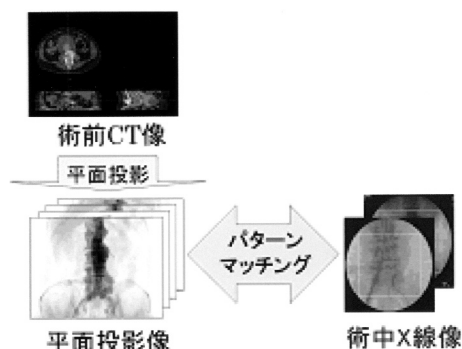 術前CT像
平面投影
パターン
マッチング
平面投影像
術中X線像